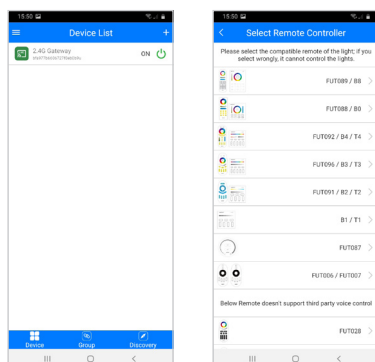 15:50
Device List
+
2.4G Gateway
ON
Device
Group
Discovery
15:50
Select Remote Controller
Please select the compatible remote of the light; if you
select wrongly, it cannot control the lights.
FUT089 / B8
FUT088 / B0
FUT092 / B4 / T4
FUT096 / B3 / T3
FUT091 / B2 / T2
B1 / T1
FUT087
FUT006 / FUT007
Below Remote doesn't support third party voice control
FUT028